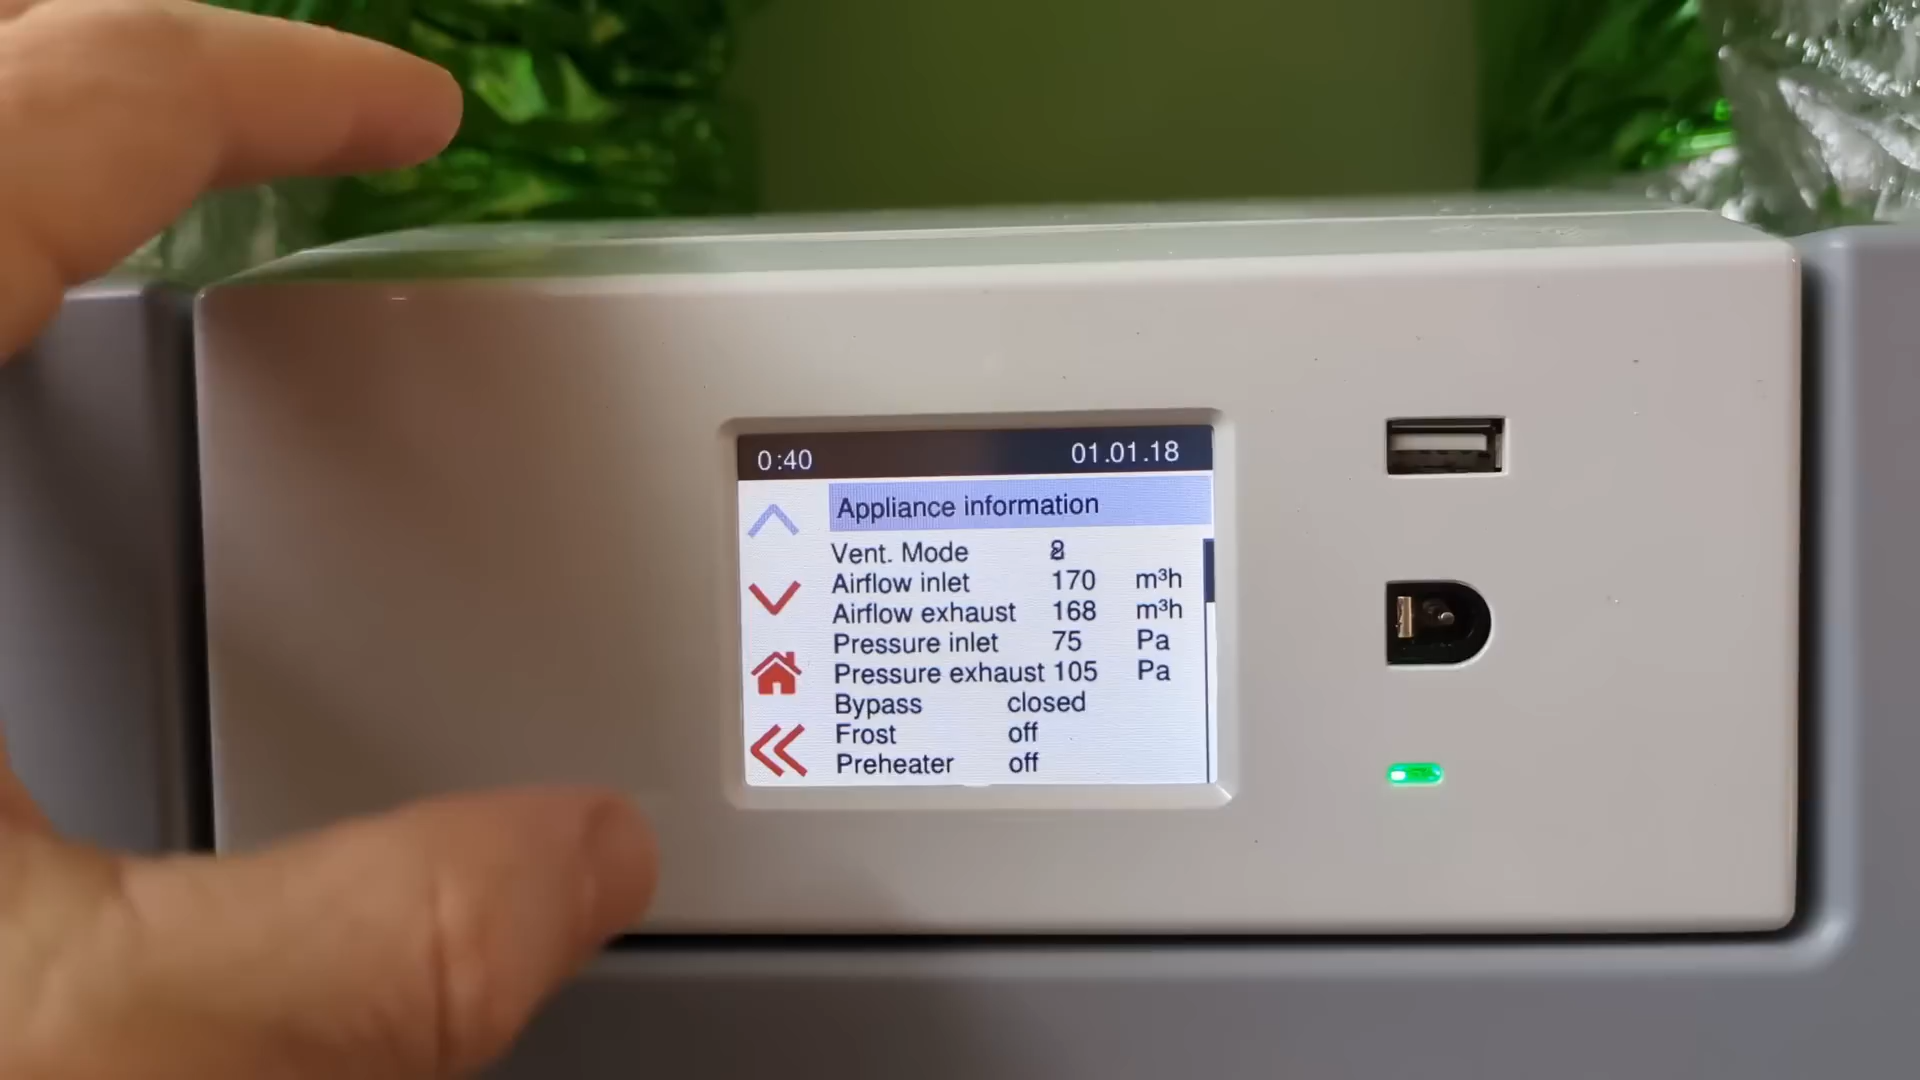 0:40 01.01.18
Appliance information
Vent. Mode
Airflow inlet 170 m³h
Airflow exhaust 168 m³h
Pressure inlet 75 Pa
Pressure exhaust 105 Pa
Bypass closed
Frost off
Preheater off